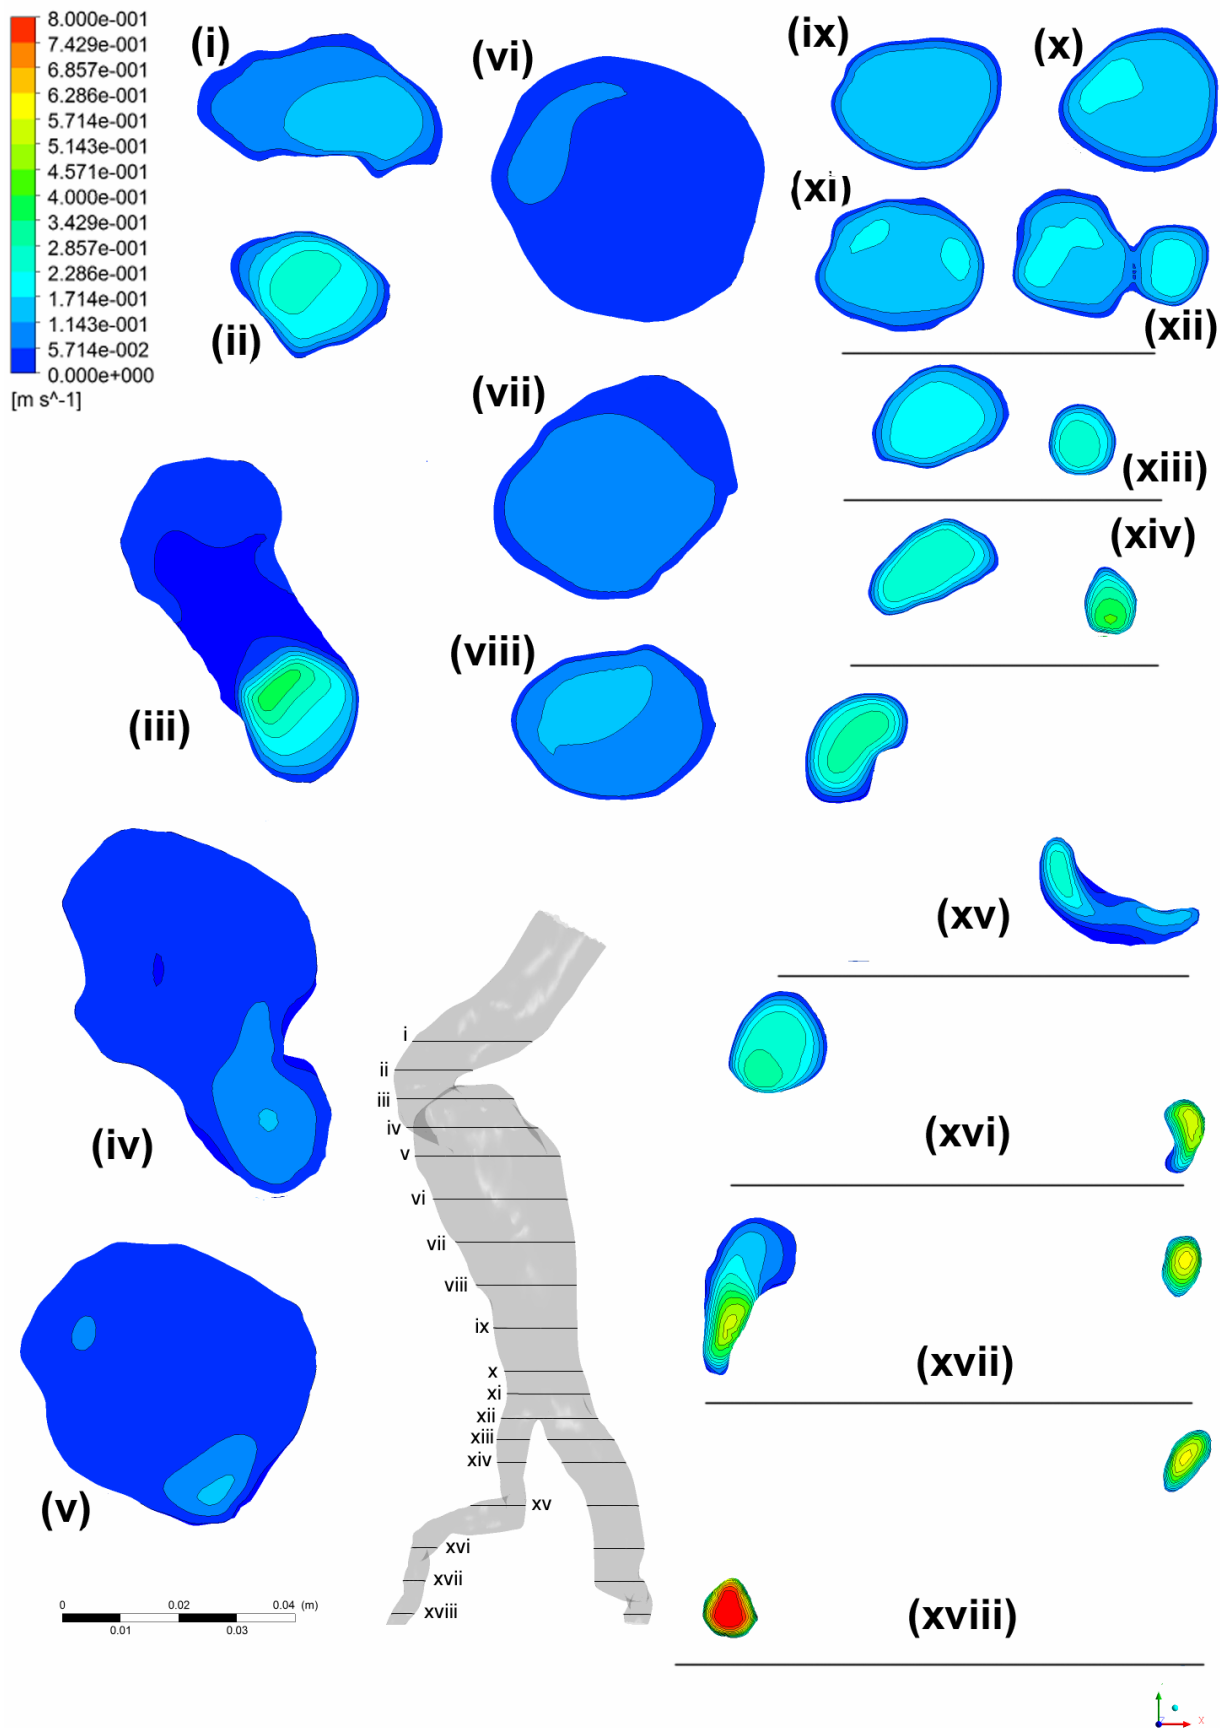 8.000e-001
7.429e-001
6.857e-001
6.286e-001
5.714e-001
5.143e-001
4.571e-001
4.000e-001
3.429e-001
2.857e-001
2.286e-001
1.714e-001
1.143e-001
5.714e-002
0.000e+000
[m s^-1]
(i)
(ii)
(iii)
(iv)
(v)
(vi)
(vii)
(viii)
(ix)
(x)
(xi)
(xii)
(xiii)
(xiv)
(xv)
(xvi)
(xvii)
(xviii)
i
ii
iii
iv
v
vi
vii
viii
ix
x
xi
xii
xiii
xiv
xv
xvi
xvii
xviii
0 0.02 0.04 (m)
0.01 0.03
X